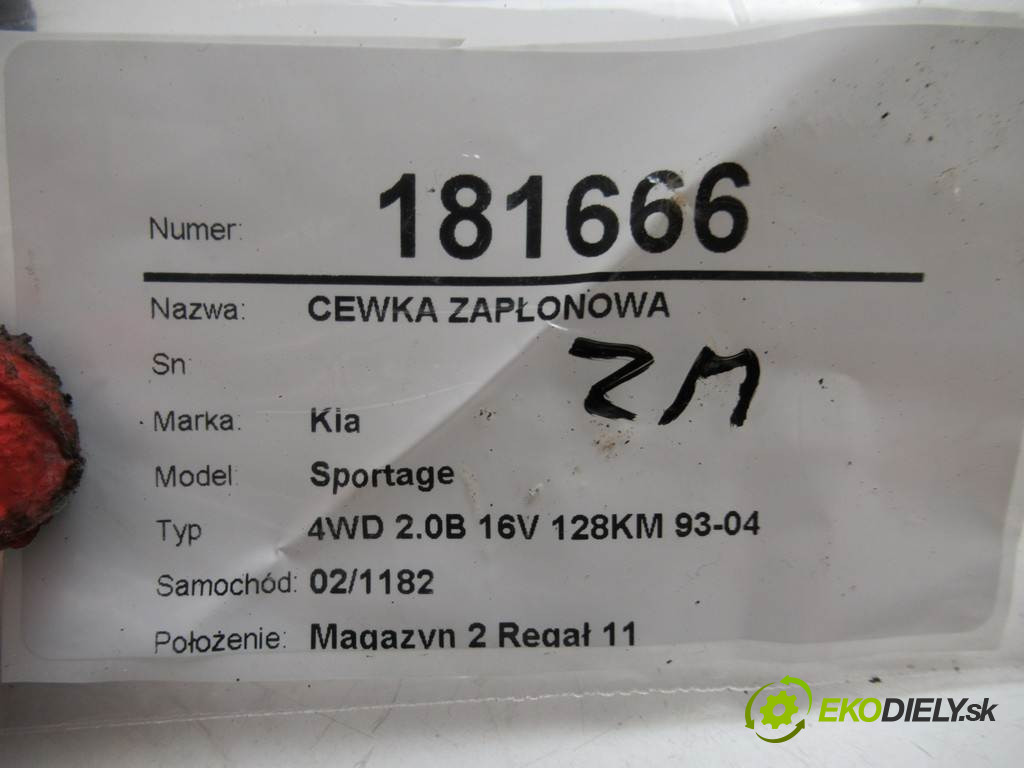 Numer: 181666
Nazwa: CEWKA ZAPŁONOWA
Sn
ZM
Marka: Kia
Model: Sportage
Typ 4WD 2.0B 16V 128KM 93-04
Samochód: 02/1182
Położenie: Magazyn 2 Regał 11
EKODIELY.sk